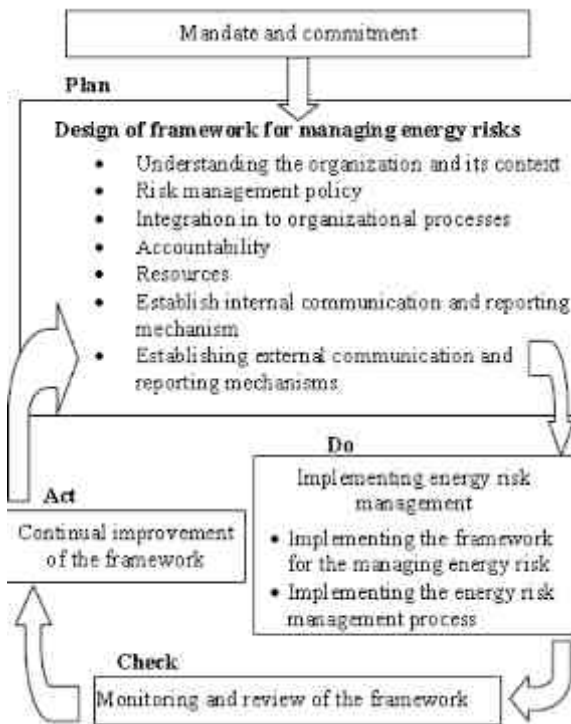 Mandate and commitment
Plan
Design of framework for managing energy risks
• Understanding the organization and its context
• Risk management policy
• Integration in to organizational processes
• Accountability
• Resources
• Establish internal communication and reporting
mechanism
• Establishing external communication and
reporting mechanisms
Do
Implementing energy risk
management
• Implementing the framework
for the managing energy risk
• Implementing the energy risk
management process
Act
Continual improvement
of the framework
Check
Monitoring and review of the framework